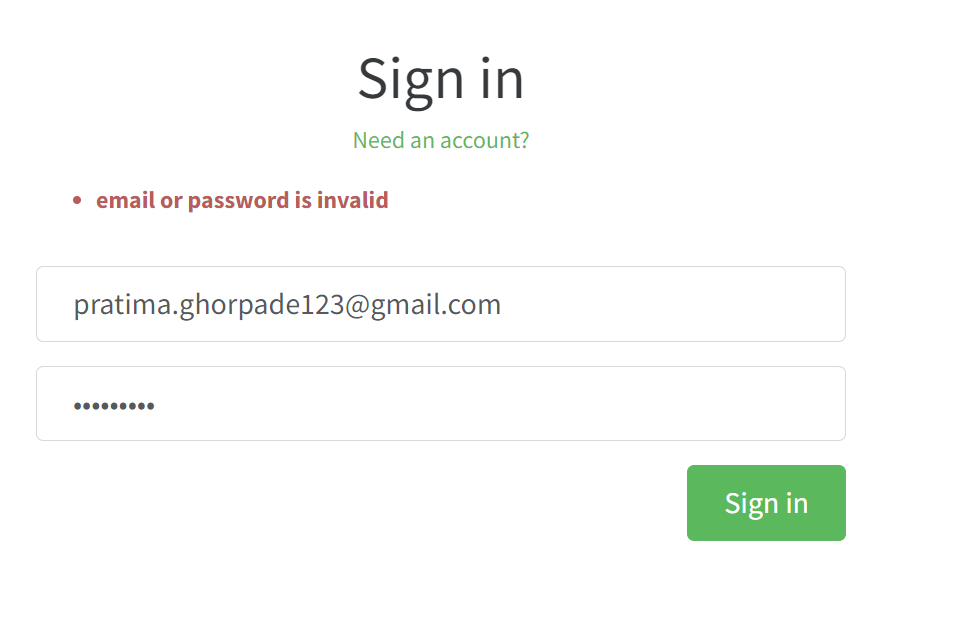 Sign in
Need an account?
• email or password is invalid
pratima.ghorpade123@gmail.com
•••••••••
Sign in